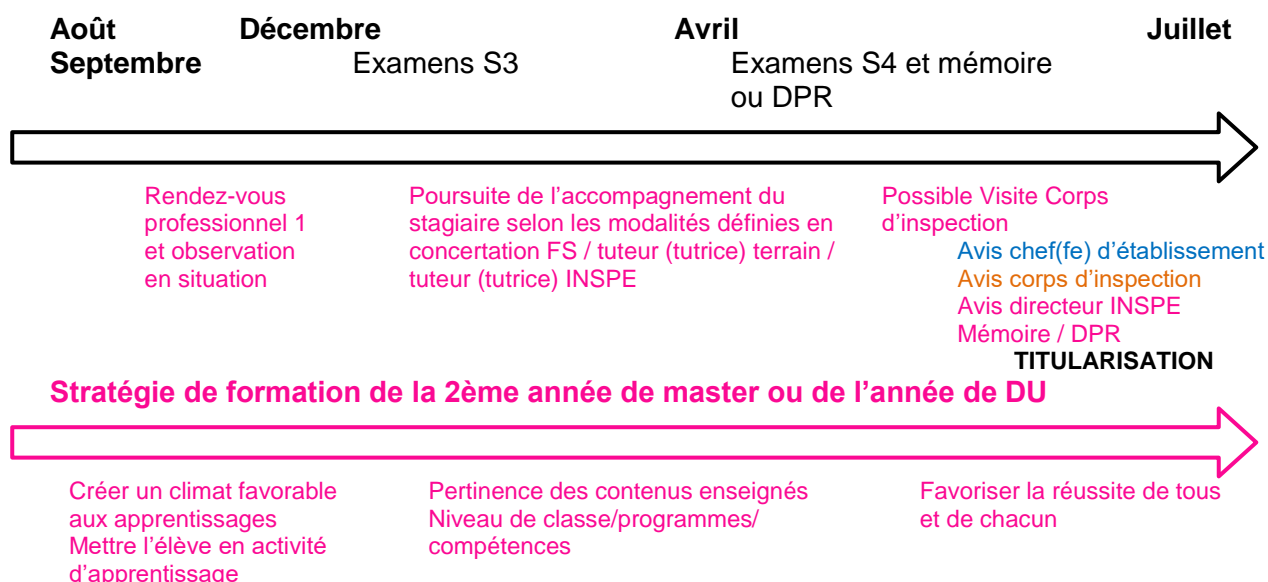 Août Décembre Avril Juillet
Septembre Examens S3 Examens S4 et mémoire
ou DPR
Rendez-vous
professionnel 1
et observation
en situation
Poursuite de l’accompagnement du
stagiaire selon les modalités définies en
concertation FS / tuteur (tutrice) terrain /
tuteur (tutrice) INSPE
Possible Visite Corps
d’inspection
Avis chef(fe) d’établissement
Avis corps d’inspection
Avis directeur INSPE
Mémoire / DPR
TITULARISATION
Stratégie de formation de la 2ème année de master ou de l’année de DU
Créer un climat favorable
aux apprentissages
Mettre l’élève en activité
d’apprentissage
Pertinence des contenus enseignés
Niveau de classe/programmes/
compétences
Favoriser la réussite de tous
et de chacun